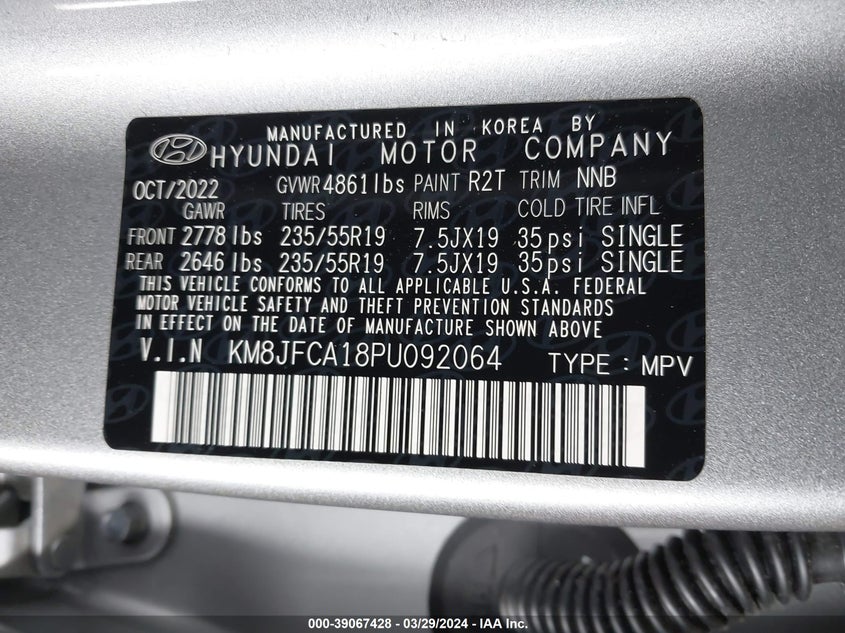 MANUFACTURED IN KOREA BY
HYUNDAI MOTOR COMPANY
OCT/2022 GVWR 4861lbs PAINT R2T TRIM NNB
GAWR TIRES RIMS COLD TIRE INFL
FRONT 2778 lbs 235/55R19 7.5JX19 35psi SINGLE
REAR 2646 lbs 235/55R19 7.5JX19 35psi SINGLE
THIS VEHICLE CONFORMS TO ALL APPLICABLE U.S.A. FEDERAL
MOTOR VEHICLE SAFETY AND THEFT PREVENTION STANDARDS
IN EFFECT ON THE DATE OF MANUFACTURE SHOWN ABOVE
V.I.N KM8JFCA18PU092064 TYPE: MPV
000-39067428 - 03/29/2024 - IAA Inc.